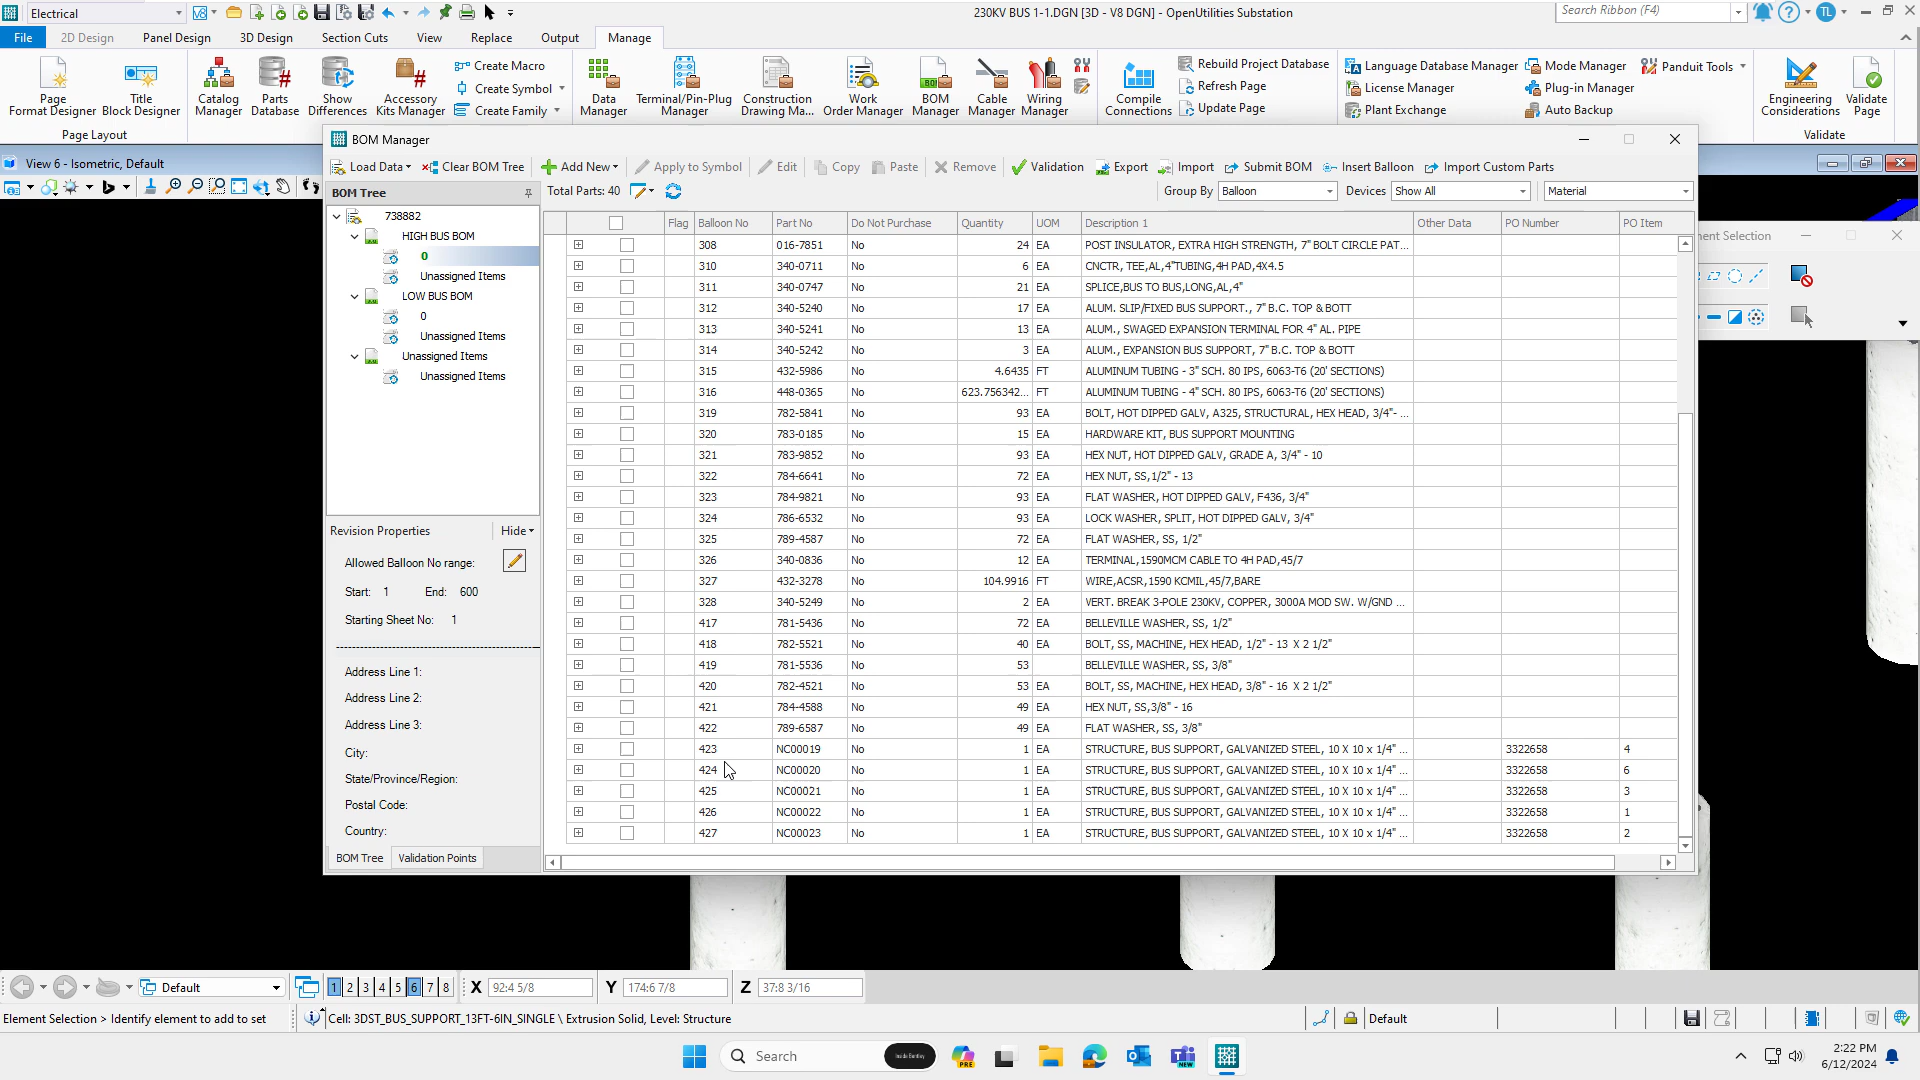 Electrical
230KV BUS 1-1.DGN [3D - V8 DGN] - OpenUtilities Substation
Search Ribbon (F4)
TL
File 2D Design Panel Design 3D Design Section Cuts View Replace Output Manage
Page Format Designer
Title Block Designer
Page Layout
Catalog Manager
Parts Database
Show Differences
Accessory Kits Manager
Create Macro
Create Symbol
Create Family
Data Manager
Terminal/Pin-Plug Manager
Construction Drawing Ma...
Work Order Manager
BOM Manager
Cable Manager
Wiring Manager
Compile Connections
Rebuild Project Database
Refresh Page
Update Page
Language Database Manager
License Manager
Plant Exchange
Mode Manager
Plug-in Manager
Auto Backup
Panduit Tools
Engineering Considerations
Validate Page
Validate
View 6 - Isometric, Default
BOM Manager
Load Data Clear BOM Tree Add New Apply to Symbol Edit Copy Paste Remove Validation Export Import Submit BOM Insert Balloon Import Custom Parts
BOM Tree
Total Parts: 40
Group By Balloon Devices Show All Material
738882
HIGH BUS BOM
0
Unassigned Items
LOW BUS BOM
0
Unassigned Items
Unassigned Items
Unassigned Items
Revision Properties Hide
Allowed Balloon No range:
Start: 1 End: 600
Starting Sheet No: 1
Address Line 1:
Address Line 2:
Address Line 3:
City:
State/Province/Region:
Postal Code:
Country:
BOM Tree Validation Points
Flag Balloon No Part No Do Not Purchase Quantity UOM Description 1 Other Data PO Number PO Item
308 016-7851 No 24 EA POST INSULATOR, EXTRA HIGH STRENGTH, 7" BOLT CIRCLE PAT...
310 340-0711 No 6 EA CNCTR, TEE,AL,4"TUBING,4H PAD,4X4.5
311 340-0747 No 21 EA SPLICE,BUS TO BUS,LONG,AL,4"
312 340-5240 No 17 EA ALUM. SLIP/FIXED BUS SUPPORT., 7" B.C. TOP & BOTT
313 340-5241 No 13 EA ALUM., SWAGED EXPANSION TERMINAL FOR 4" AL. PIPE
314 340-5242 No 3 EA ALUM., EXPANSION BUS SUPPORT, 7" B.C. TOP & BOTT
315 432-5986 No 4.6435 FT ALUMINUM TUBING - 3" SCH. 80 IPS, 6063-T6 (20' SECTIONS)
316 448-0365 No 623.756342... FT ALUMINUM TUBING - 4" SCH. 80 IPS, 6063-T6 (20' SECTIONS)
319 782-5841 No 93 EA BOLT, HOT DIPPED GALV, A325, STRUCTURAL, HEX HEAD, 3/4"- ...
320 783-0185 No 15 EA HARDWARE KIT, BUS SUPPORT MOUNTING
321 783-9852 No 93 EA HEX NUT, HOT DIPPED GALV, GRADE A, 3/4" - 10
322 784-6641 No 72 EA HEX NUT, SS,1/2" - 13
323 784-9821 No 93 EA FLAT WASHER, HOT DIPPED GALV, F436, 3/4"
324 786-6532 No 93 EA LOCK WASHER, SPLIT, HOT DIPPED GALV, 3/4"
325 789-4587 No 72 EA FLAT WASHER, SS, 1/2"
326 340-0836 No 12 EA TERMINAL,1590MCM CABLE TO 4H PAD,45/7
327 432-3278 No 104.9916 FT WIRE,ACSR,1590 KCMIL,45/7,BARE
328 340-5249 No 2 EA VERT. BREAK 3-POLE 230KV, COPPER, 3000A MOD SW. W/GND ...
417 781-5436 No 72 EA BELLEVILLE WASHER, SS, 1/2"
418 782-5521 No 40 EA BOLT, SS, MACHINE, HEX HEAD, 1/2" - 13 X 2 1/2"
419 781-5536 No 53 BELLEVILLE WASHER, SS, 3/8"
420 782-4521 No 53 EA BOLT, SS, MACHINE, HEX HEAD, 3/8" - 16 X 2 1/2"
421 784-4588 No 49 EA HEX NUT, SS,3/8" - 16
422 789-6587 No 49 EA FLAT WASHER, SS, 3/8"
423 NC00019 No 1 EA STRUCTURE, BUS SUPPORT, GALVANIZED STEEL, 10 X 10 x 1/4" ... 3322658 4
424 NC00020 No 1 EA STRUCTURE, BUS SUPPORT, GALVANIZED STEEL, 10 X 10 x 1/4" ... 3322658 6
425 NC00021 No 1 EA STRUCTURE, BUS SUPPORT, GALVANIZED STEEL, 10 X 10 x 1/4" ... 3322658 3
426 NC00022 No 1 EA STRUCTURE, BUS SUPPORT, GALVANIZED STEEL, 10 X 10 x 1/4" ... 3322658 1
427 NC00023 No 1 EA STRUCTURE, BUS SUPPORT, GALVANIZED STEEL, 10 X 10 x 1/4" ... 3322658 2
ment Selection
Default 1 2 3 4 5 6 7 8 X 92:4 5/8 Y 174:6 7/8 Z 37:8 3/16
Element Selection > Identify element to add to set Cell: 3DST_BUS_SUPPORT_13FT-6IN_SINGLE \ Extrusion Solid, Level: Structure Default
Search
2:22 PM
6/12/2024